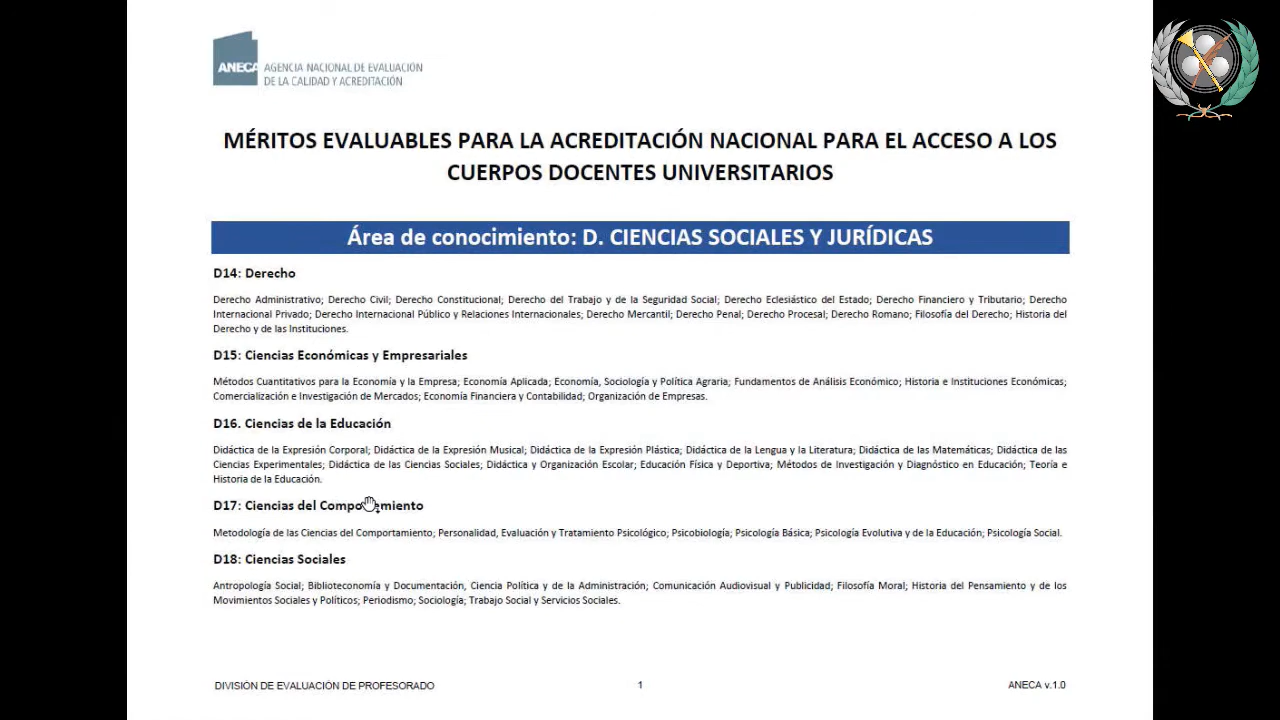 ANECA
AGENCIA NACIONAL DE EVALUACIÓN
DE LA CALIDAD Y ACREDITACIÓN
MÉRITOS EVALUABLES PARA LA ACREDITACIÓN NACIONAL PARA EL ACCESO A LOS
CUERPOS DOCENTES UNIVERSITARIOS
Área de conocimiento: D. CIENCIAS SOCIALES Y JURÍDICAS
D14: Derecho
Derecho Administrativo; Derecho Civil; Derecho Constitucional; Derecho del Trabajo y de la Seguridad Social; Derecho Eclesiástico del Estado; Derecho Financiero y Tributario; Derecho
Internacional Privado; Derecho Internacional Público y Relaciones Internacionales; Derecho Mercantil; Derecho Penal; Derecho Procesal; Derecho Romano; Filosofía del Derecho; Historia del
Derecho y de las Instituciones.
D15: Ciencias Económicas y Empresariales
Métodos Cuantitativos para la Economía y la Empresa; Economía Aplicada; Economía, Sociología y Política Agraria; Fundamentos de Análisis Económico; Historia e Instituciones Económicas;
Comercialización e Investigación de Mercados; Economía Financiera y Contabilidad; Organización de Empresas.
D16. Ciencias de la Educación
Didáctica de la Expresión Corporal; Didáctica de la Expresión Musical; Didáctica de la Expresión Plástica; Didáctica de la Lengua y la Literatura; Didáctica de las Matemáticas; Didáctica de las
Ciencias Experimentales; Didáctica de las Ciencias Sociales; Didáctica y Organización Escolar; Educación Física y Deportiva; Métodos de Investigación y Diagnóstico en Educación; Teoría e
Historia de la Educación.
D17: Ciencias del Comportamiento
Metodología de las Ciencias del Comportamiento; Personalidad, Evaluación y Tratamiento Psicológico; Psicobiología; Psicología Básica; Psicología Evolutiva y de la Educación; Psicología Social.
D18: Ciencias Sociales
Antropología Social; Biblioteconomía y Documentación, Ciencia Política y de la Administración; Comunicación Audiovisual y Publicidad; Filosofía Moral; Historia del Pensamiento y de los
Movimientos Sociales y Políticos; Periodismo; Sociología; Trabajo Social y Servicios Sociales.
DIVISIÓN DE EVALUACIÓN DE PROFESORADO
1
ANECA v.1.0